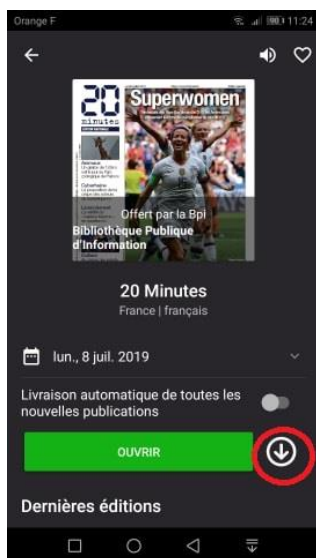 Orange F
11:24
20
minutes
Superwomen
Offert par la Bpi
Bibliothèque Publique
d'Information
20 Minutes
France | français
lun., 8 juil. 2019
Livraison automatique de toutes les
nouvelles publications
OUVRIR
Dernières éditions